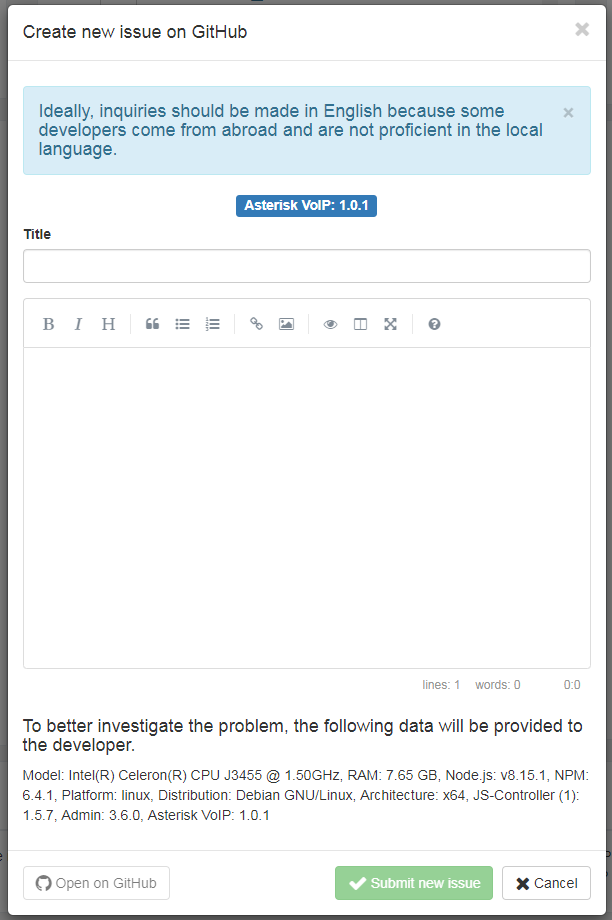 Create new issue on GitHub
×
Ideally, inquiries should be made in English because some
×
developers come from abroad and are not proficient in the local
language.
Asterisk VoIP: 1.0.1
Title
B I H
lines: 1 words: 0 0:0
To better investigate the problem, the following data will be provided to
the developer.
Model: Intel(R) Celeron(R) CPU J3455 @ 1.50GHz, RAM: 7.65 GB, Node.js: v8.15.1, NPM:
6.4.1, Platform: linux, Distribution: Debian GNU/Linux, Architecture: x64, JS-Controller (1):
1.5.7, Admin: 3.6.0, Asterisk VoIP: 1.0.1
Open on GitHub
Submit new issue
Cancel